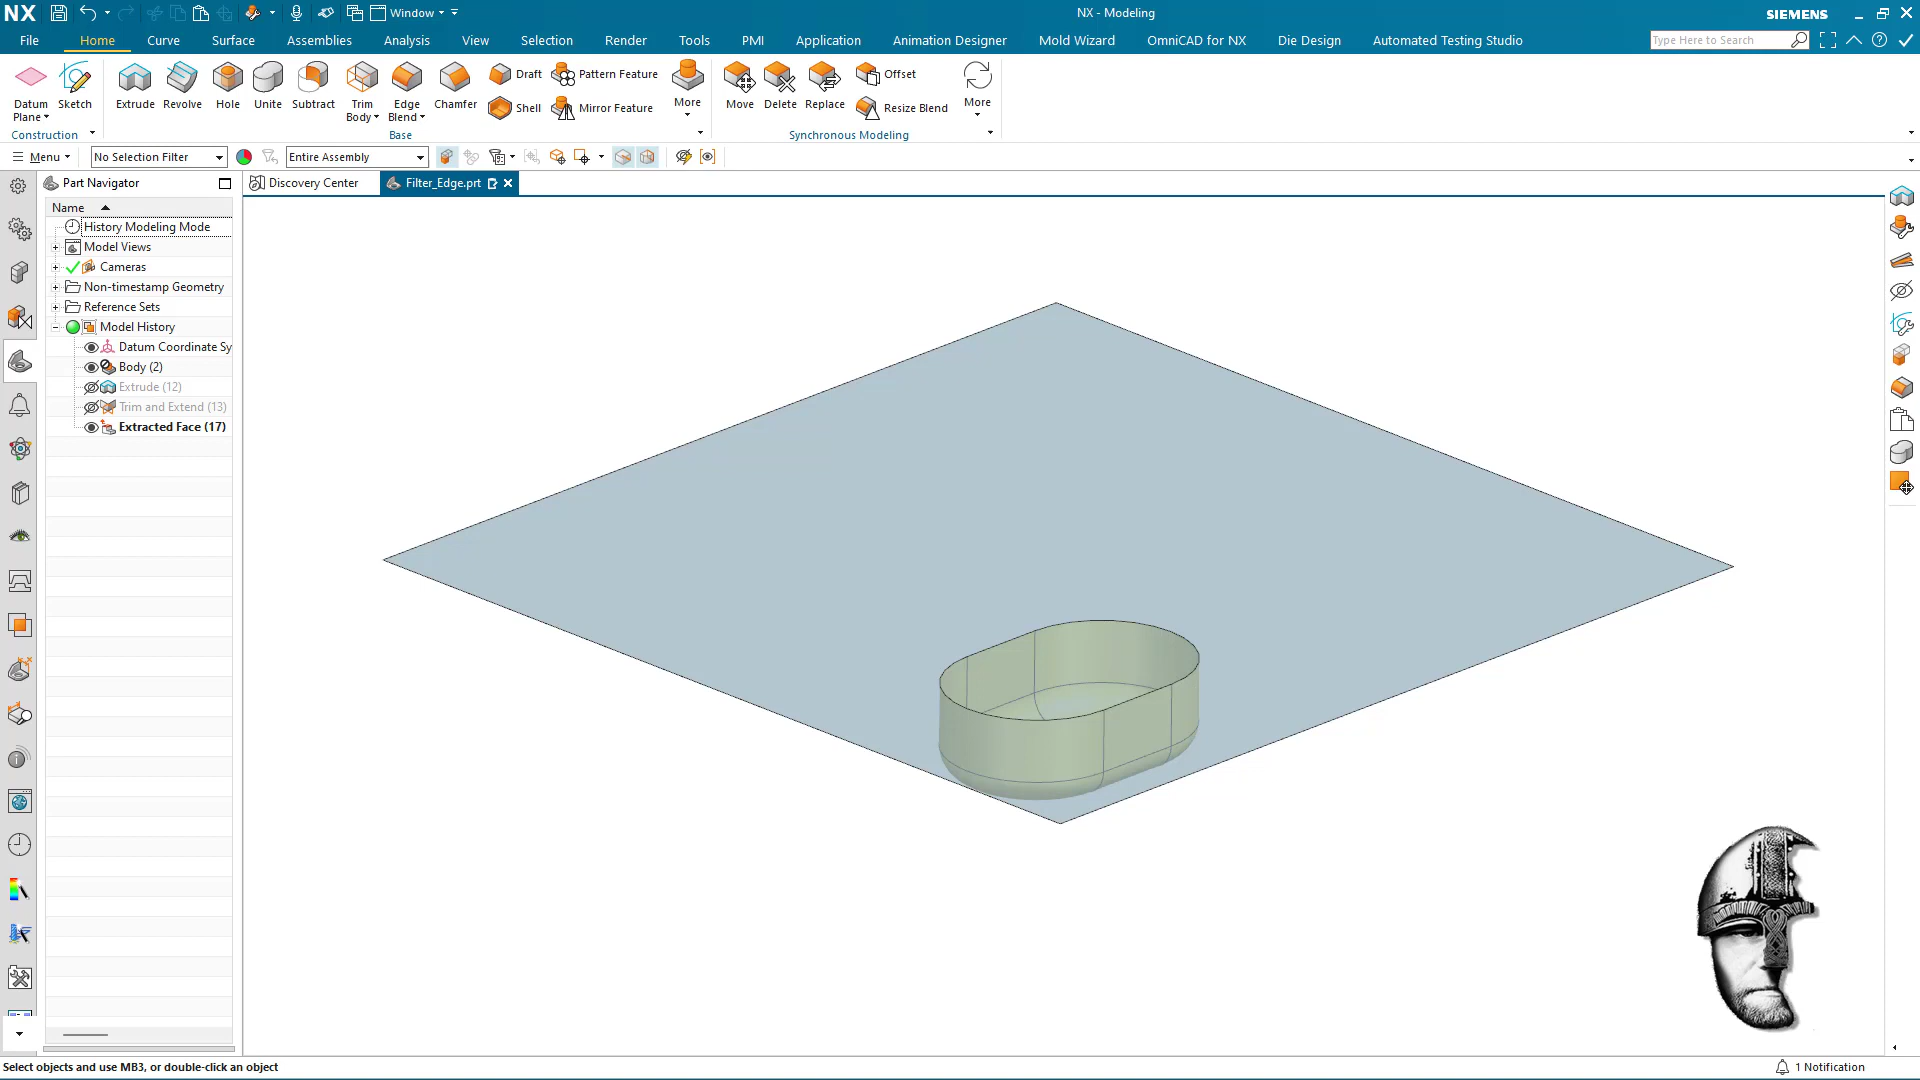 NX
Window
NX - Modeling
SIEMENS
File
Home
Curve
Surface
Assemblies
Analysis
View
Selection
Render
Tools
PMI
Application
Animation Designer
Mold Wizard
OmniCAD for NX
Die Design
Automated Testing Studio
Type Here to Search
Datum Plane
Sketch
Extrude
Revolve
Hole
Unite
Subtract
Trim Body
Edge Blend
Chamfer
Draft
Shell
Pattern Feature
Mirror Feature
More
Move
Delete
Replace
Offset
Resize Blend
More
Construction
Base
Synchronous Modeling
Menu
No Selection Filter
Entire Assembly
Part Navigator
Discovery Center
Filter_Edge.prt
Name
History Modeling Mode
Model Views
Cameras
Non-timestamp Geometry
Reference Sets
Model History
Datum Coordinate Sy
Body (2)
Extrude (12)
Trim and Extend (13)
Extracted Face (17)
Select objects and use MB3, or double-click an object
1 Notification